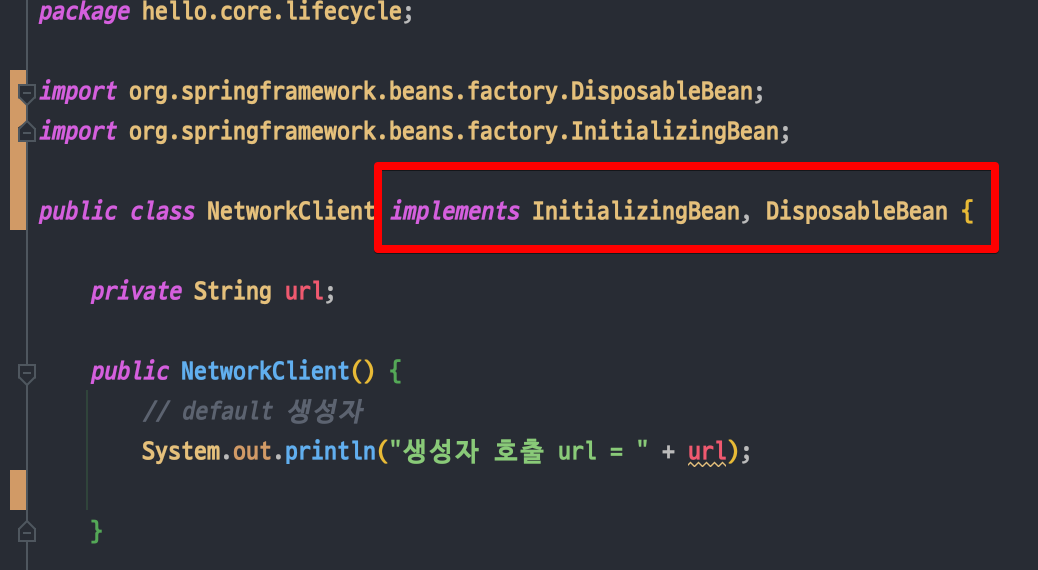 package hello.core.lifecycle;
import org.springframework.beans.factory.DisposableBean;
import org.springframework.beans.factory.InitializingBean;
public class NetworkClient implements InitializingBean, DisposableBean {
private String url;
public NetworkClient() {
// default 생성자
System.out.println("생성자 호출 url = " + url);
}